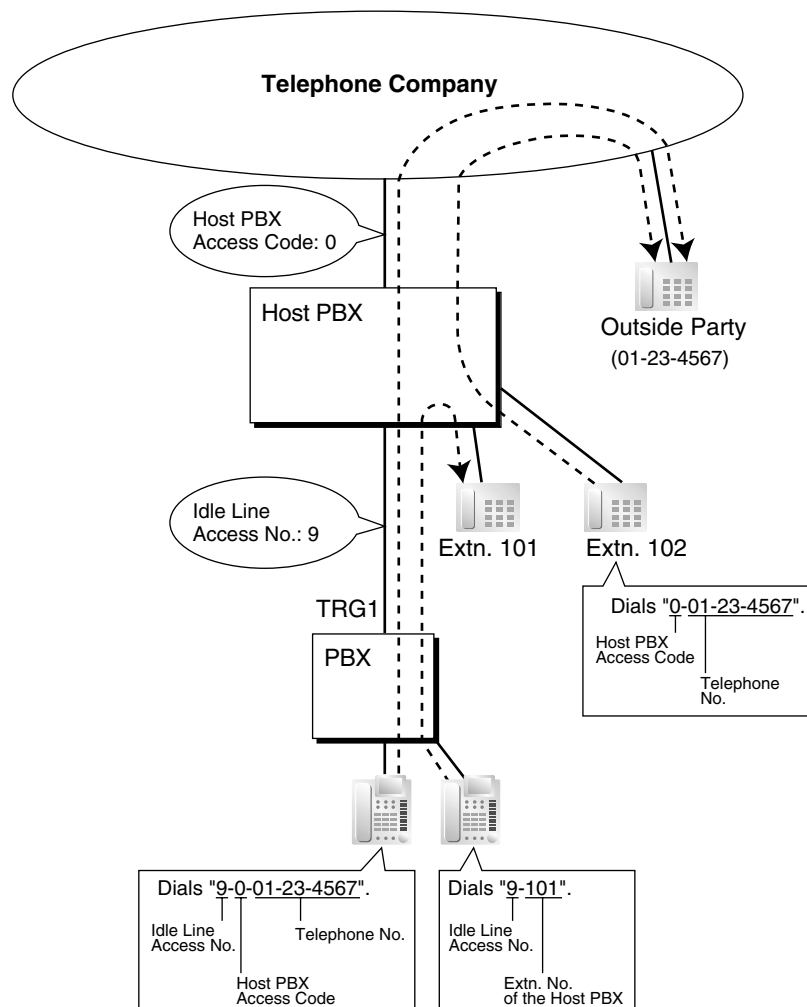 Telephone Company
Host PBX
Access Code: 0
Host PBX
Outside Party
(01-23-4567)
Idle Line
Access No.: 9
Extn. 101
Extn. 102
TRG1
PBX
Dials "0-01-23-4567".
Host PBX
Access Code
Telephone
No.
Dials "9-0-01-23-4567".
Idle Line
Access No.
Telephone No.
Host PBX
Access Code
Dials "9-101".
Idle Line
Access No.
Extn. No.
of the Host PBX